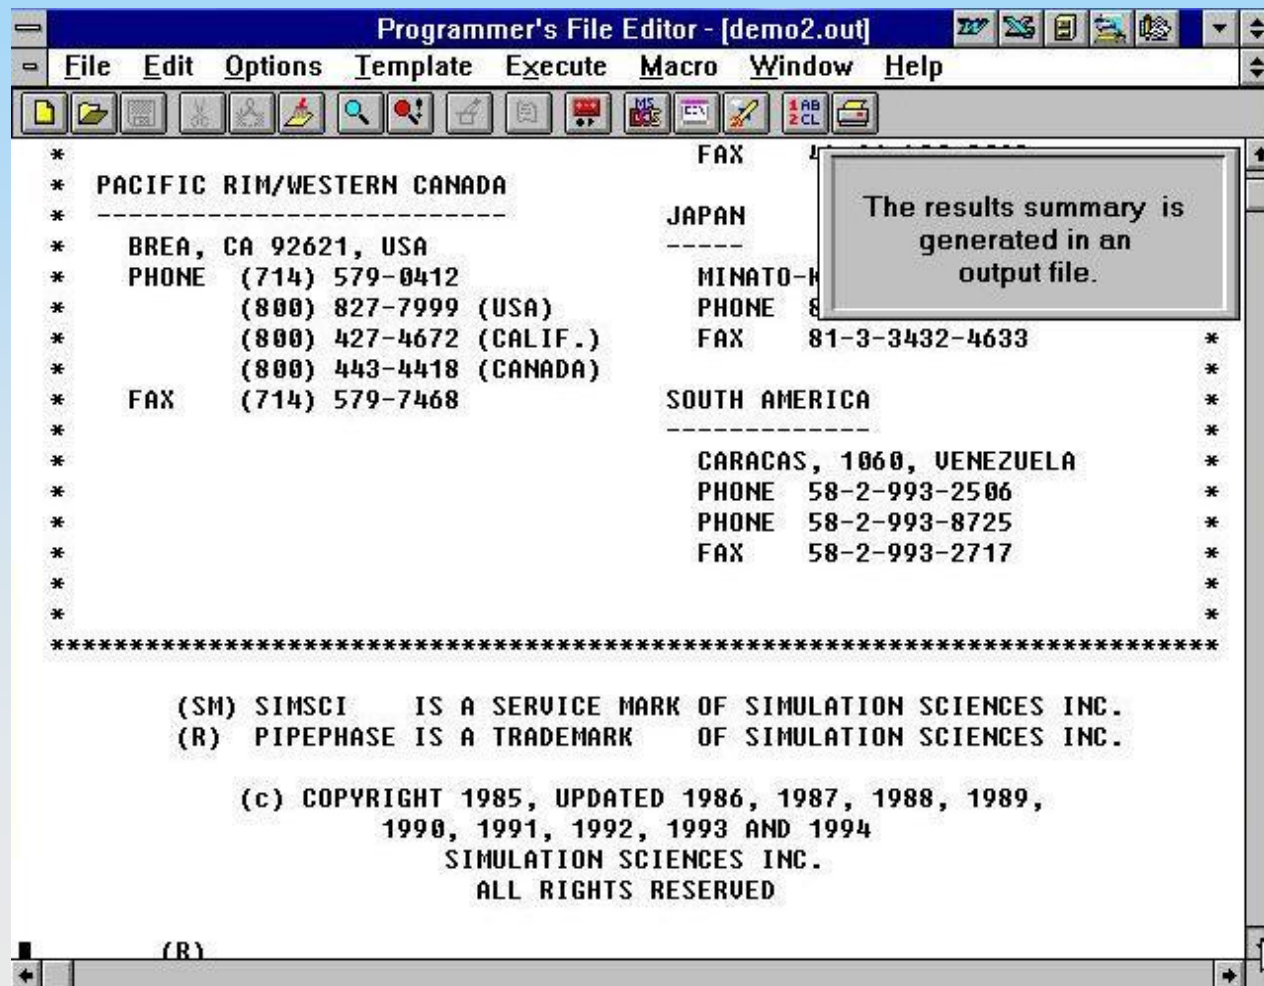 Programmer's File Editor - [demo2.out]
File Edit Options Template Execute Macro Window Help
* FAX
* PACIFIC RIM/WESTERN CANADA
* -------------------------- JAPAN
* BREA, CA 92621, USA -----
* PHONE (714) 579-0412 MINATO-
* (800) 827-7999 (USA) PHONE 8
* (800) 427-4672 (CALIF.) FAX 81-3-3432-4633 *
* (800) 443-4418 (CANADA) *
* FAX (714) 579-7468 SOUTH AMERICA *
* ------------- *
* CARACAS, 1060, VENEZUELA *
* PHONE 58-2-993-2506 *
* PHONE 58-2-993-8725 *
* FAX 58-2-993-2717 *
* *
* *
***************************************************************************
The results summary is
generated in an
output file.
(SM) SIMSCI IS A SERVICE MARK OF SIMULATION SCIENCES INC.
(R) PIPEPHASE IS A TRADEMARK OF SIMULATION SCIENCES INC.
(c) COPYRIGHT 1985, UPDATED 1986, 1987, 1988, 1989,
1990, 1991, 1992, 1993 AND 1994
SIMULATION SCIENCES INC.
ALL RIGHTS RESERVED
(R)